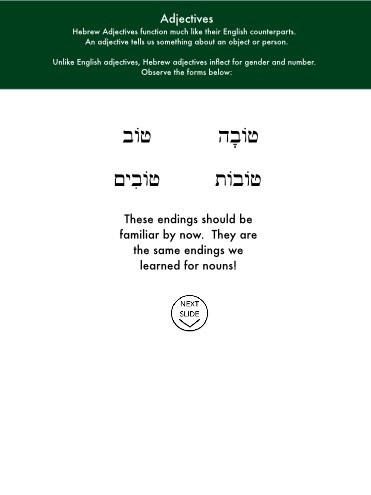 Adjectives
Hebrew Adjectives function much like their English counterparts.
An adjective tells us something about an object or person.
Unlike English adjectives, Hebrew adjectives inflect for gender and number.
Observe the forms below:
טוֹב טוֹבָה
טוֹבִים טוֹבוֹת
These endings should be
familiar by now. They are
the same endings we
learned for nouns!
NEXT
SLIDE